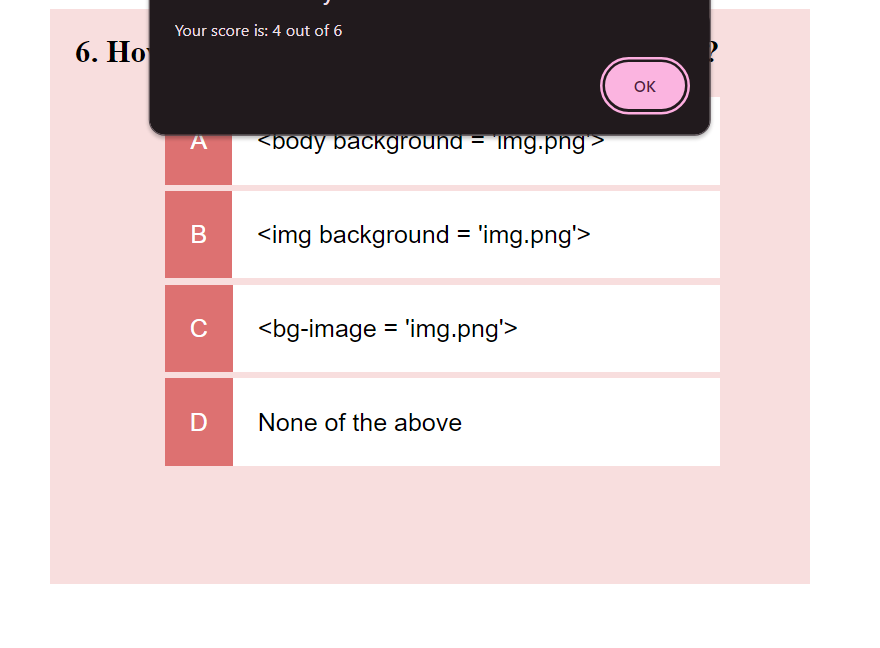 Your score is: 4 out of 6
6. Ho ?
OK
A <body background = 'img.png'>
B <img background = 'img.png'>
C <bg-image = 'img.png'>
D None of the above